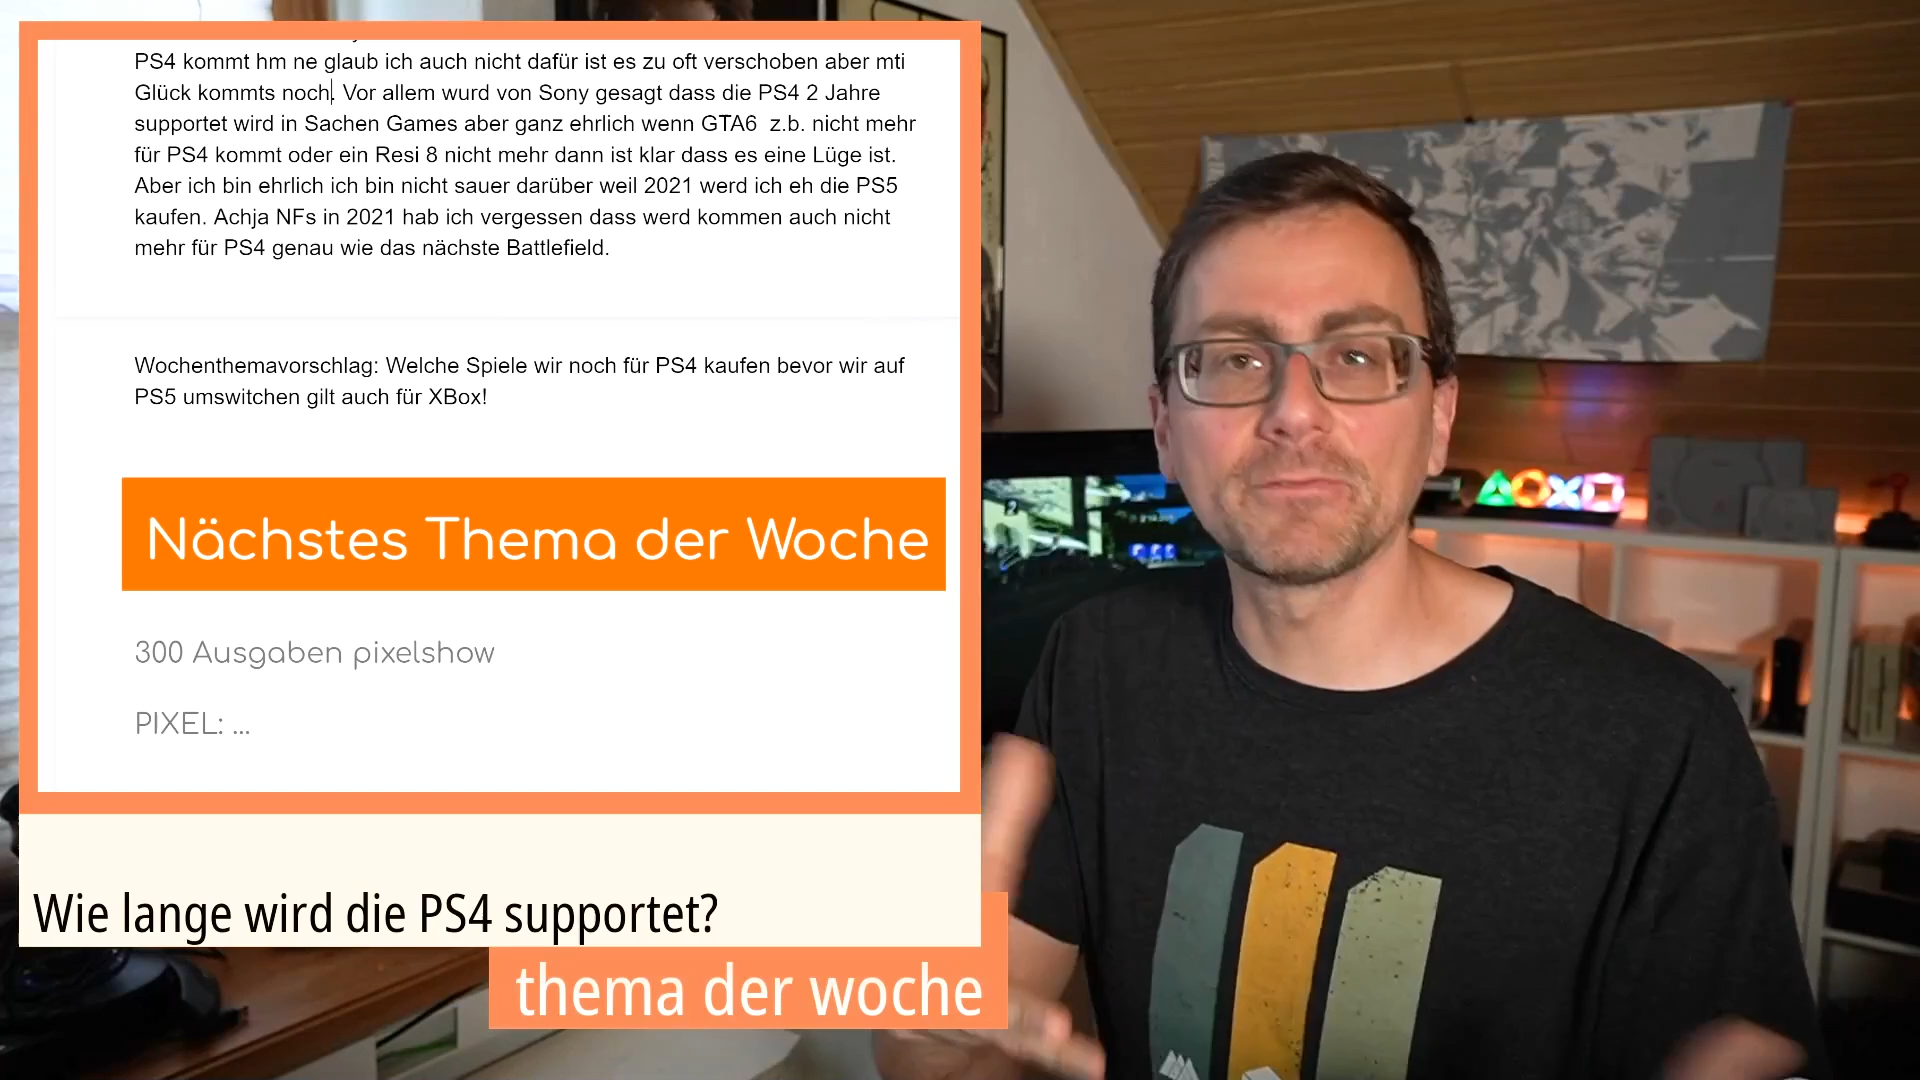 PS4 kommt hm ne glaub ich auch nicht dafür ist es zu oft verschoben aber mti
Glück kommts noch. Vor allem wurd von Sony gesagt dass die PS4 2 Jahre
supportet wird in Sachen Games aber ganz ehrlich wenn GTA6  z.b. nicht mehr
für PS4 kommt oder ein Resi 8 nicht mehr dann ist klar dass es eine Lüge ist.
Aber ich bin ehrlich ich bin nicht sauer darüber weil 2021 werd ich eh die PS5
kaufen. Achja NFs in 2021 hab ich vergessen dass werd kommen auch nicht
mehr für PS4 genau wie das nächste Battlefield.
Wochenthemavorschlag: Welche Spiele wir noch für PS4 kaufen bevor wir auf
PS5 umswitchen gilt auch für XBox!
Nächstes Thema der Woche
300 Ausgaben pixelshow
PIXEL: ...
Wie lange wird die PS4 supportet?
thema der woche